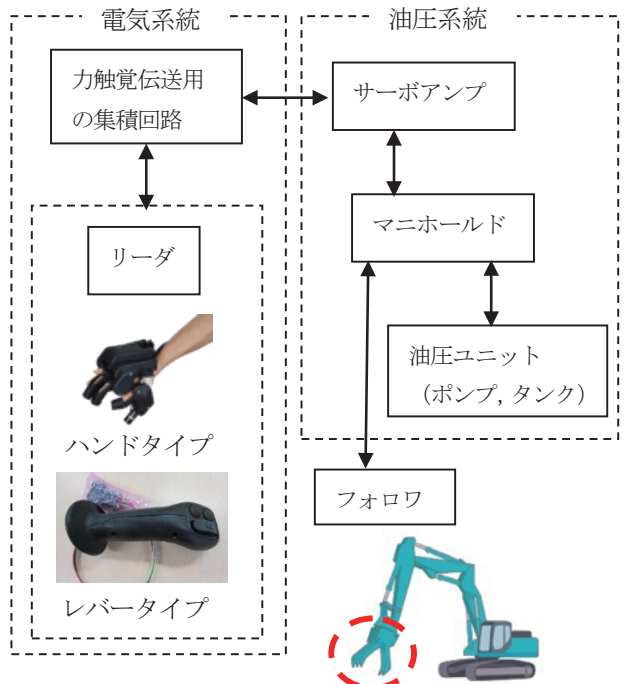 電気系統
油圧系統
力触覚伝送用
の集積回路
サーボアンプ
マニホールド
リーダ
油圧ユニット
（ポンプ, タンク）
ハンドタイプ
フォロワ
レバータイプ